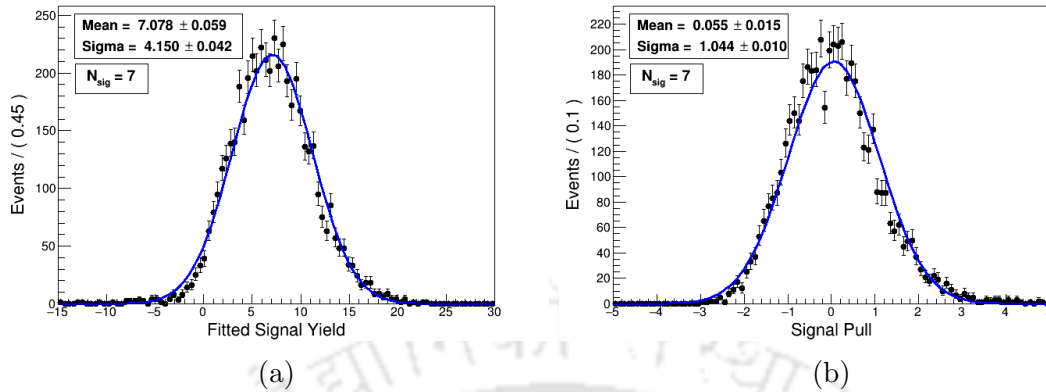 Mean = 7.078 ± 0.059
Sigma = 4.150 ± 0.042
N_sig = 7
Events / ( 0.45 )
250
200
150
100
50
0
−15 −10 −5 0 5 10 15 20 25 30
Fitted Signal Yield
(a)
Mean = 0.055 ± 0.015
Sigma = 1.044 ± 0.010
N_sig = 7
Events / ( 0.1 )
220
200
180
160
140
120
100
80
60
40
20
0
−5 −4 −3 −2 −1 0 1 2 3 4
Signal Pull
(b)